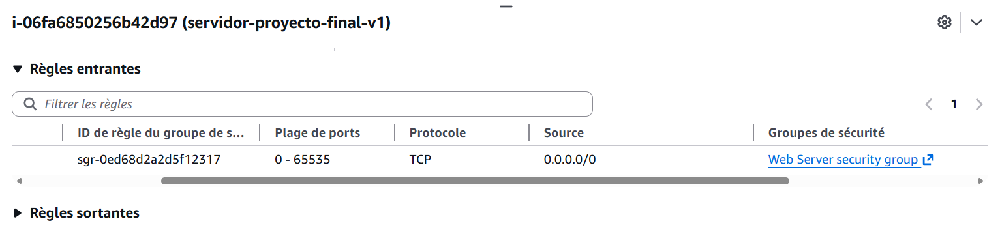 i-06fa6850256b42d97 (servidor-proyecto-final-v1)
Règles entrantes
Filtrer les règles
1
ID de règle du groupe de s... Plage de ports Protocole Source Groupes de sécurité
sgr-0ed68d2a2d5f12317 0 - 65535 TCP 0.0.0.0/0 Web Server security group
Règles sortantes